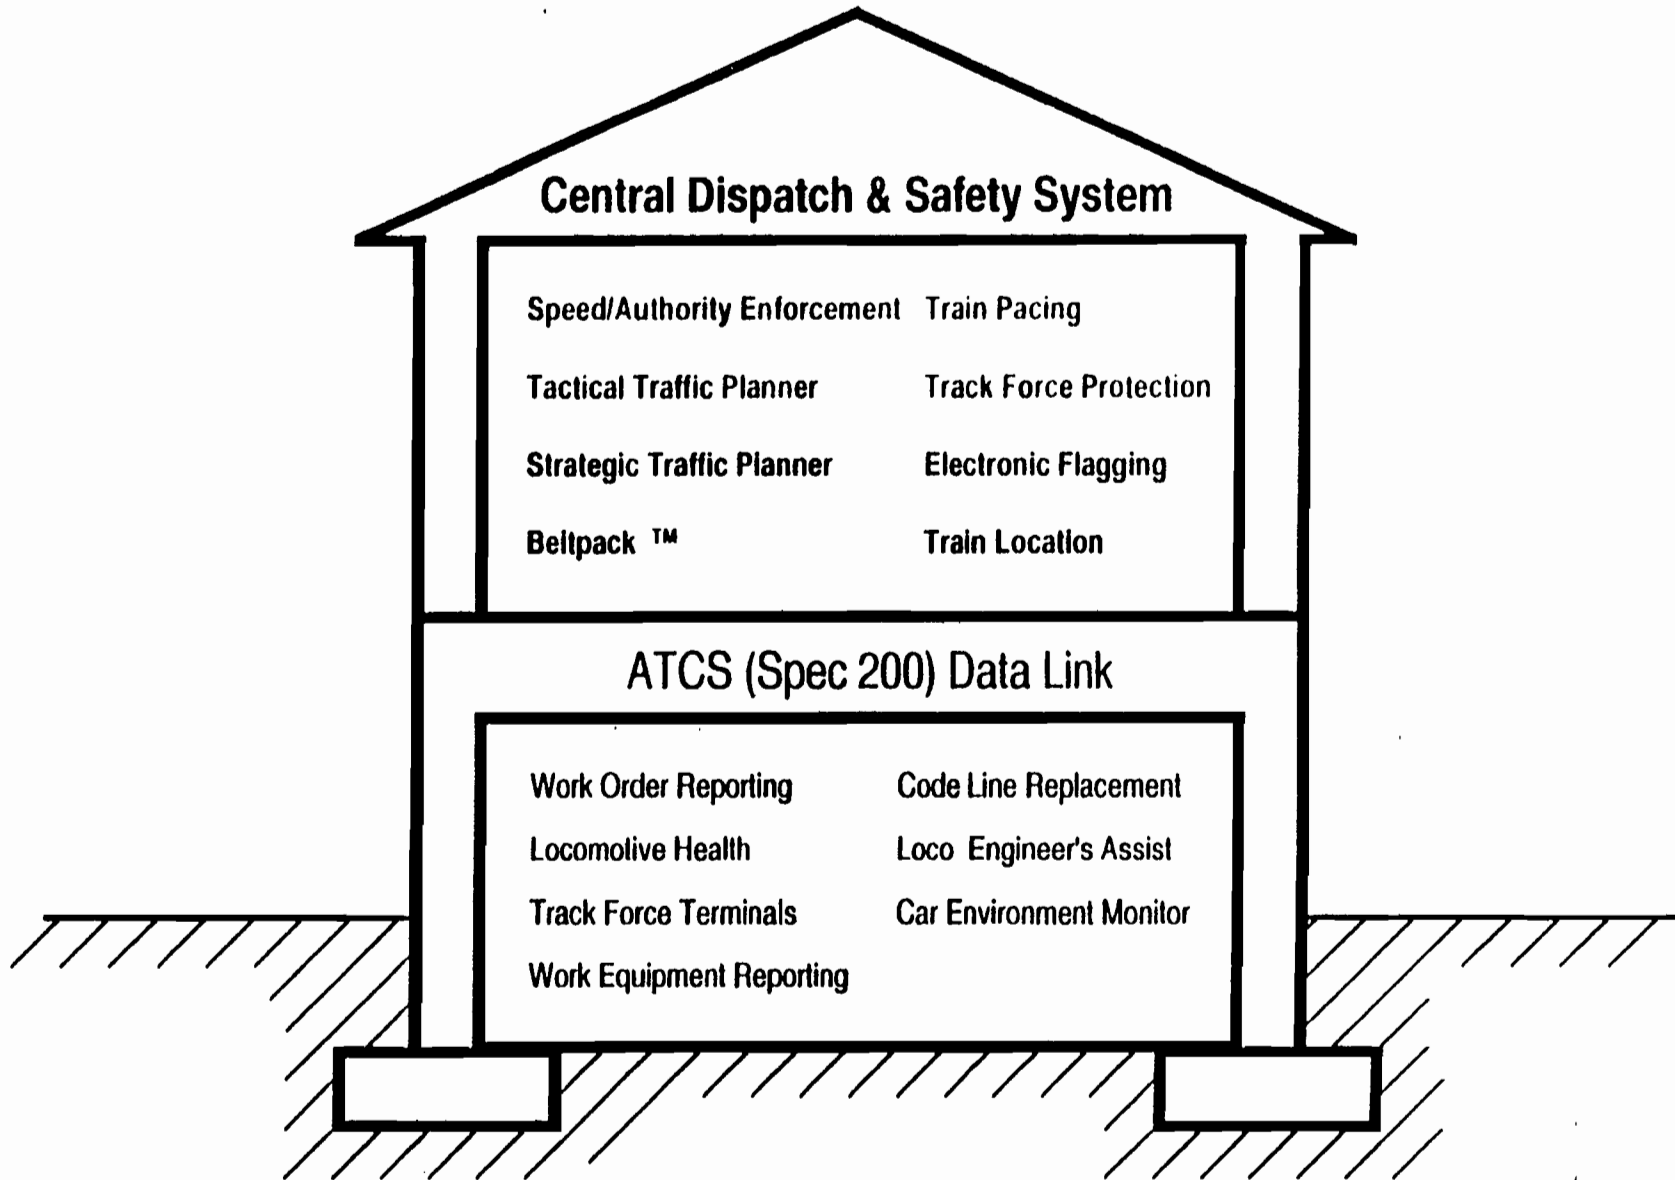 Central Dispatch & Safety System
Speed/Authority Enforcement Train Pacing
Tactical Traffic Planner Track Force Protection
Strategic Traffic Planner Electronic Flagging
Beltpack ™ Train Location
ATCS (Spec 200) Data Link
Work Order Reporting Code Line Replacement
Locomotive Health Loco Engineer's Assist
Track Force Terminals Car Environment Monitor
Work Equipment Reporting